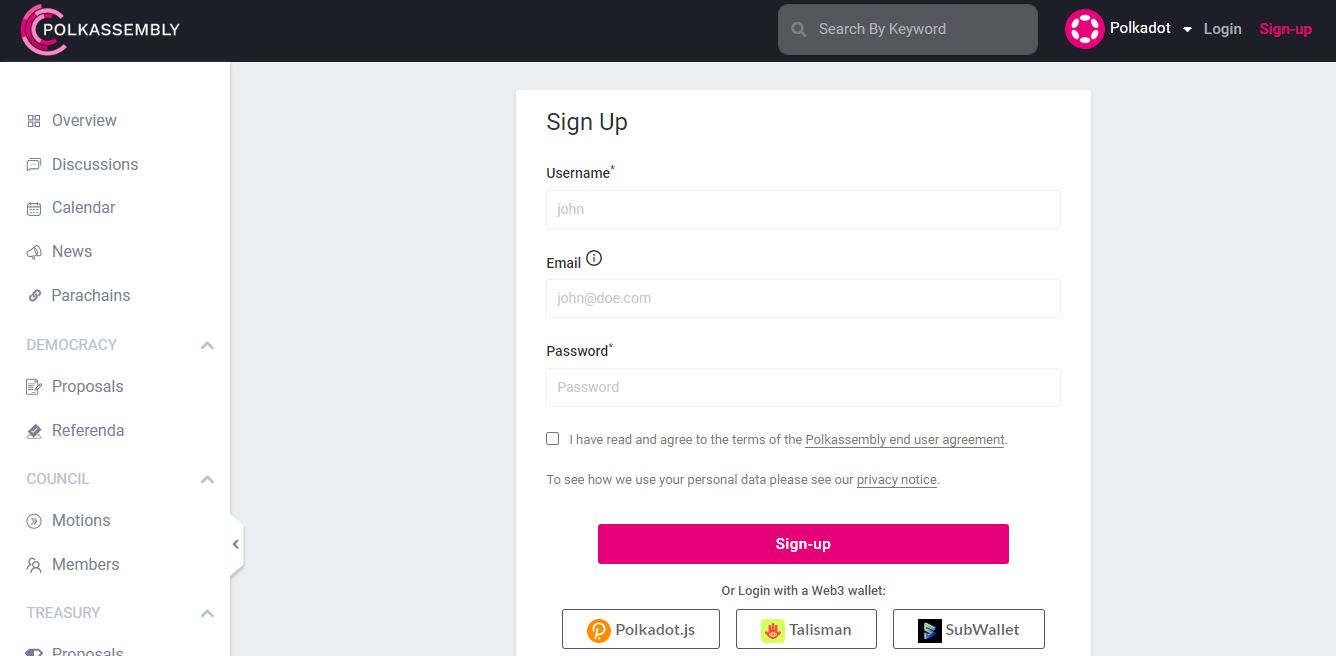 POLKASSEMBLY
Search By Keyword
Polkadot
Login
Sign-up
Overview
Discussions
Calendar
News
Parachains
DEMOCRACY
Proposals
Referenda
COUNCIL
Motions
Members
TREASURY
Proposals
Sign Up
Username*
john
Email
john@doe.com
Password*
Password
I have read and agree to the terms of the Polkassembly end user agreement.
To see how we use your personal data please see our privacy notice.
Sign-up
Or Login with a Web3 wallet:
Polkadot.js
Talisman
SubWallet